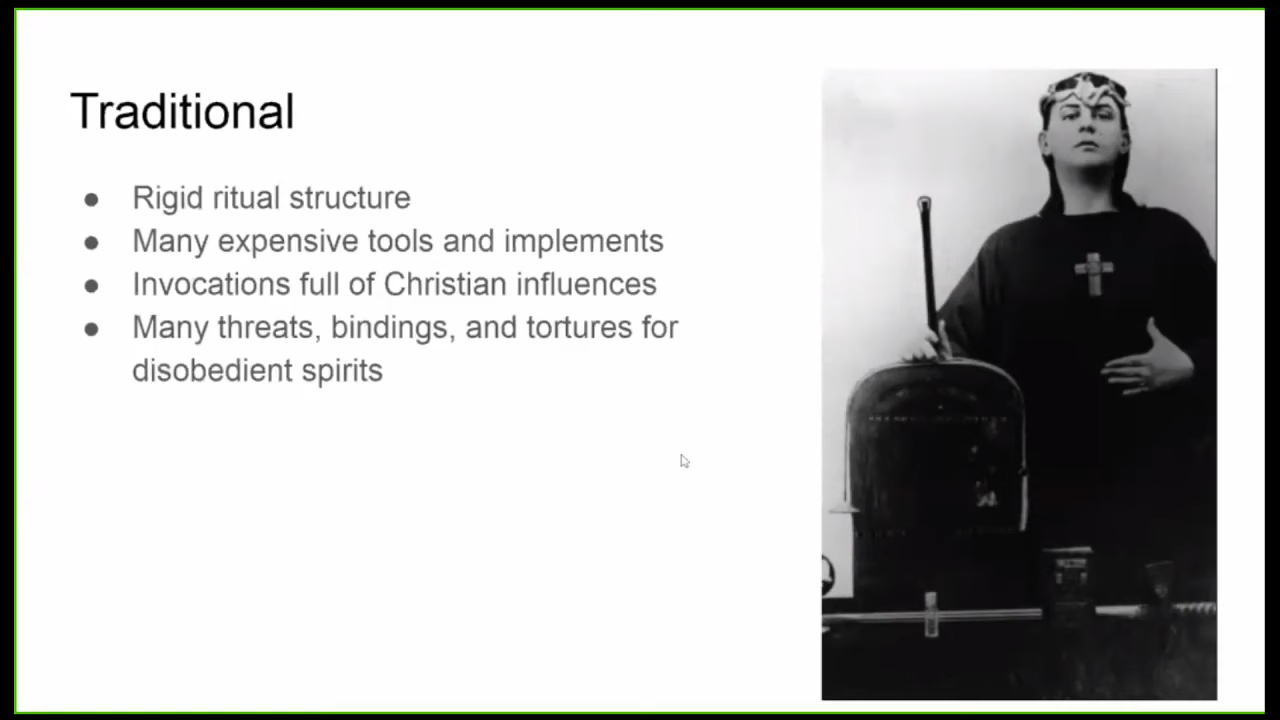 Traditional
● Rigid ritual structure
● Many expensive tools and implements
● Invocations full of Christian influences
● Many threats, bindings, and tortures for
disobedient spirits